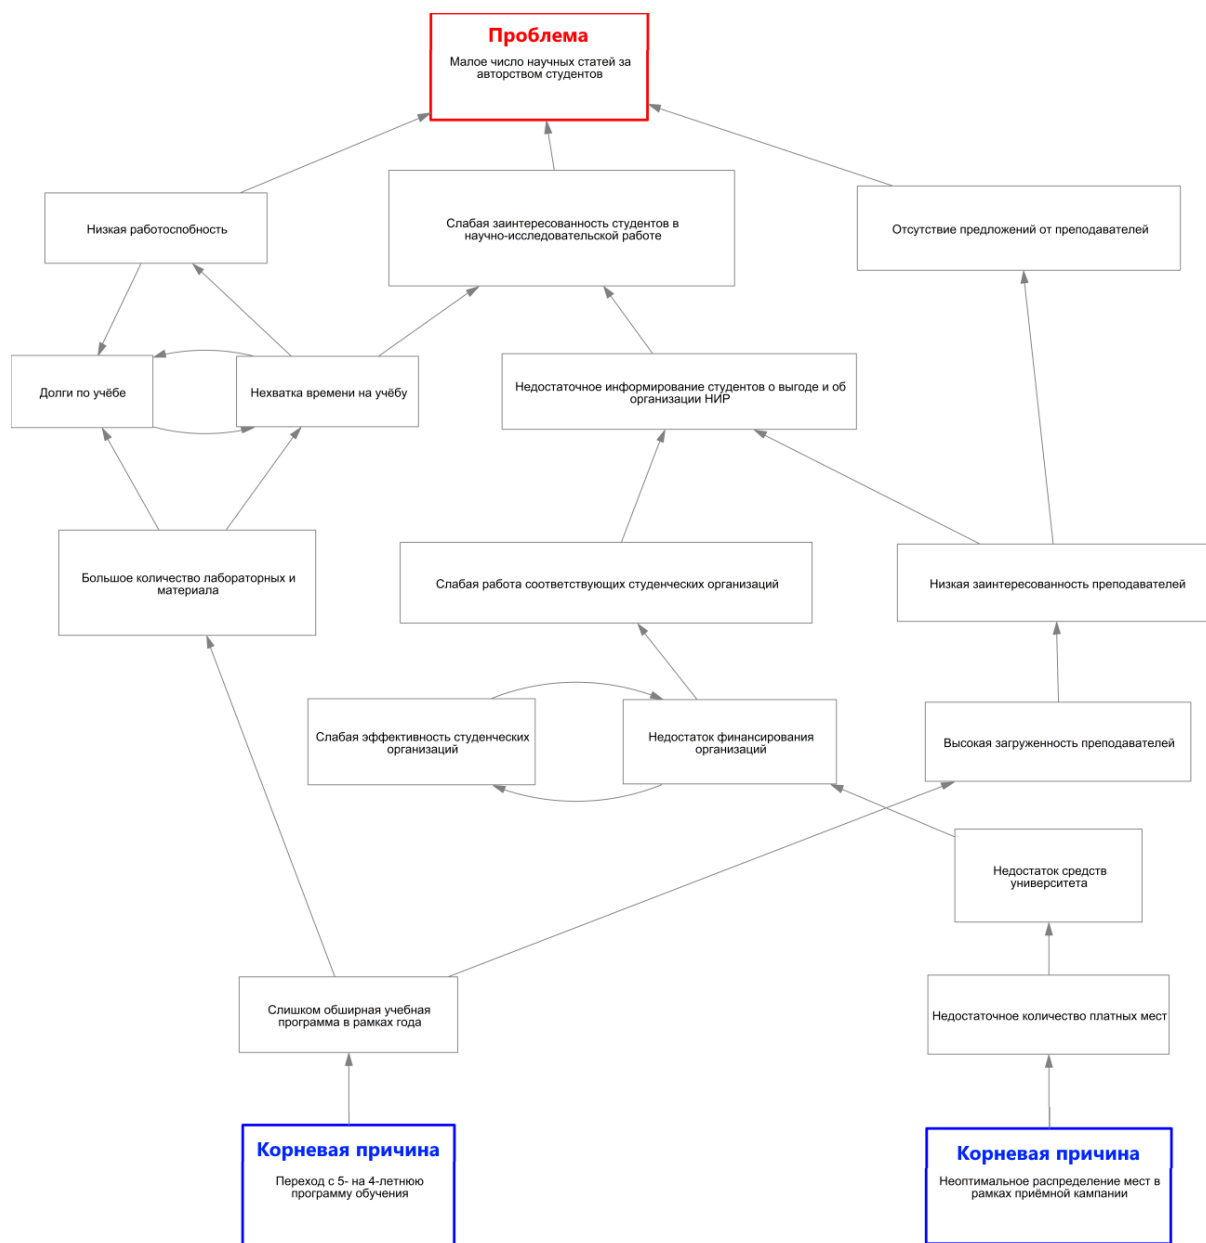 Проблема
Малое число научных статей за
авторством студентов
Низкая работоспобность
Слабая заинтересованность студентов в
научно-исследовательской работе
Отсутствие предложений от преподавателей
Долги по учёбе
Нехватка времени на учёбу
Недостаточное информирование студентов о выгоде и об
организации НИР
Большое количество лабораторных и
материала
Слабая работа соответствующих студенческих организаций
Низкая заинтересованность преподавателей
Слабая эффективность студенческих
организаций
Недостаток финансирования
организаций
Высокая загруженность преподавателей
Недостаток средств
университета
Слишком обширная учебная
программа в рамках года
Недостаточное количество платных мест
Корневая причина
Переход с 5- на 4-летнюю
программу обучения
Корневая причина
Неоптимальное распределение мест в
рамках приёмной кампании